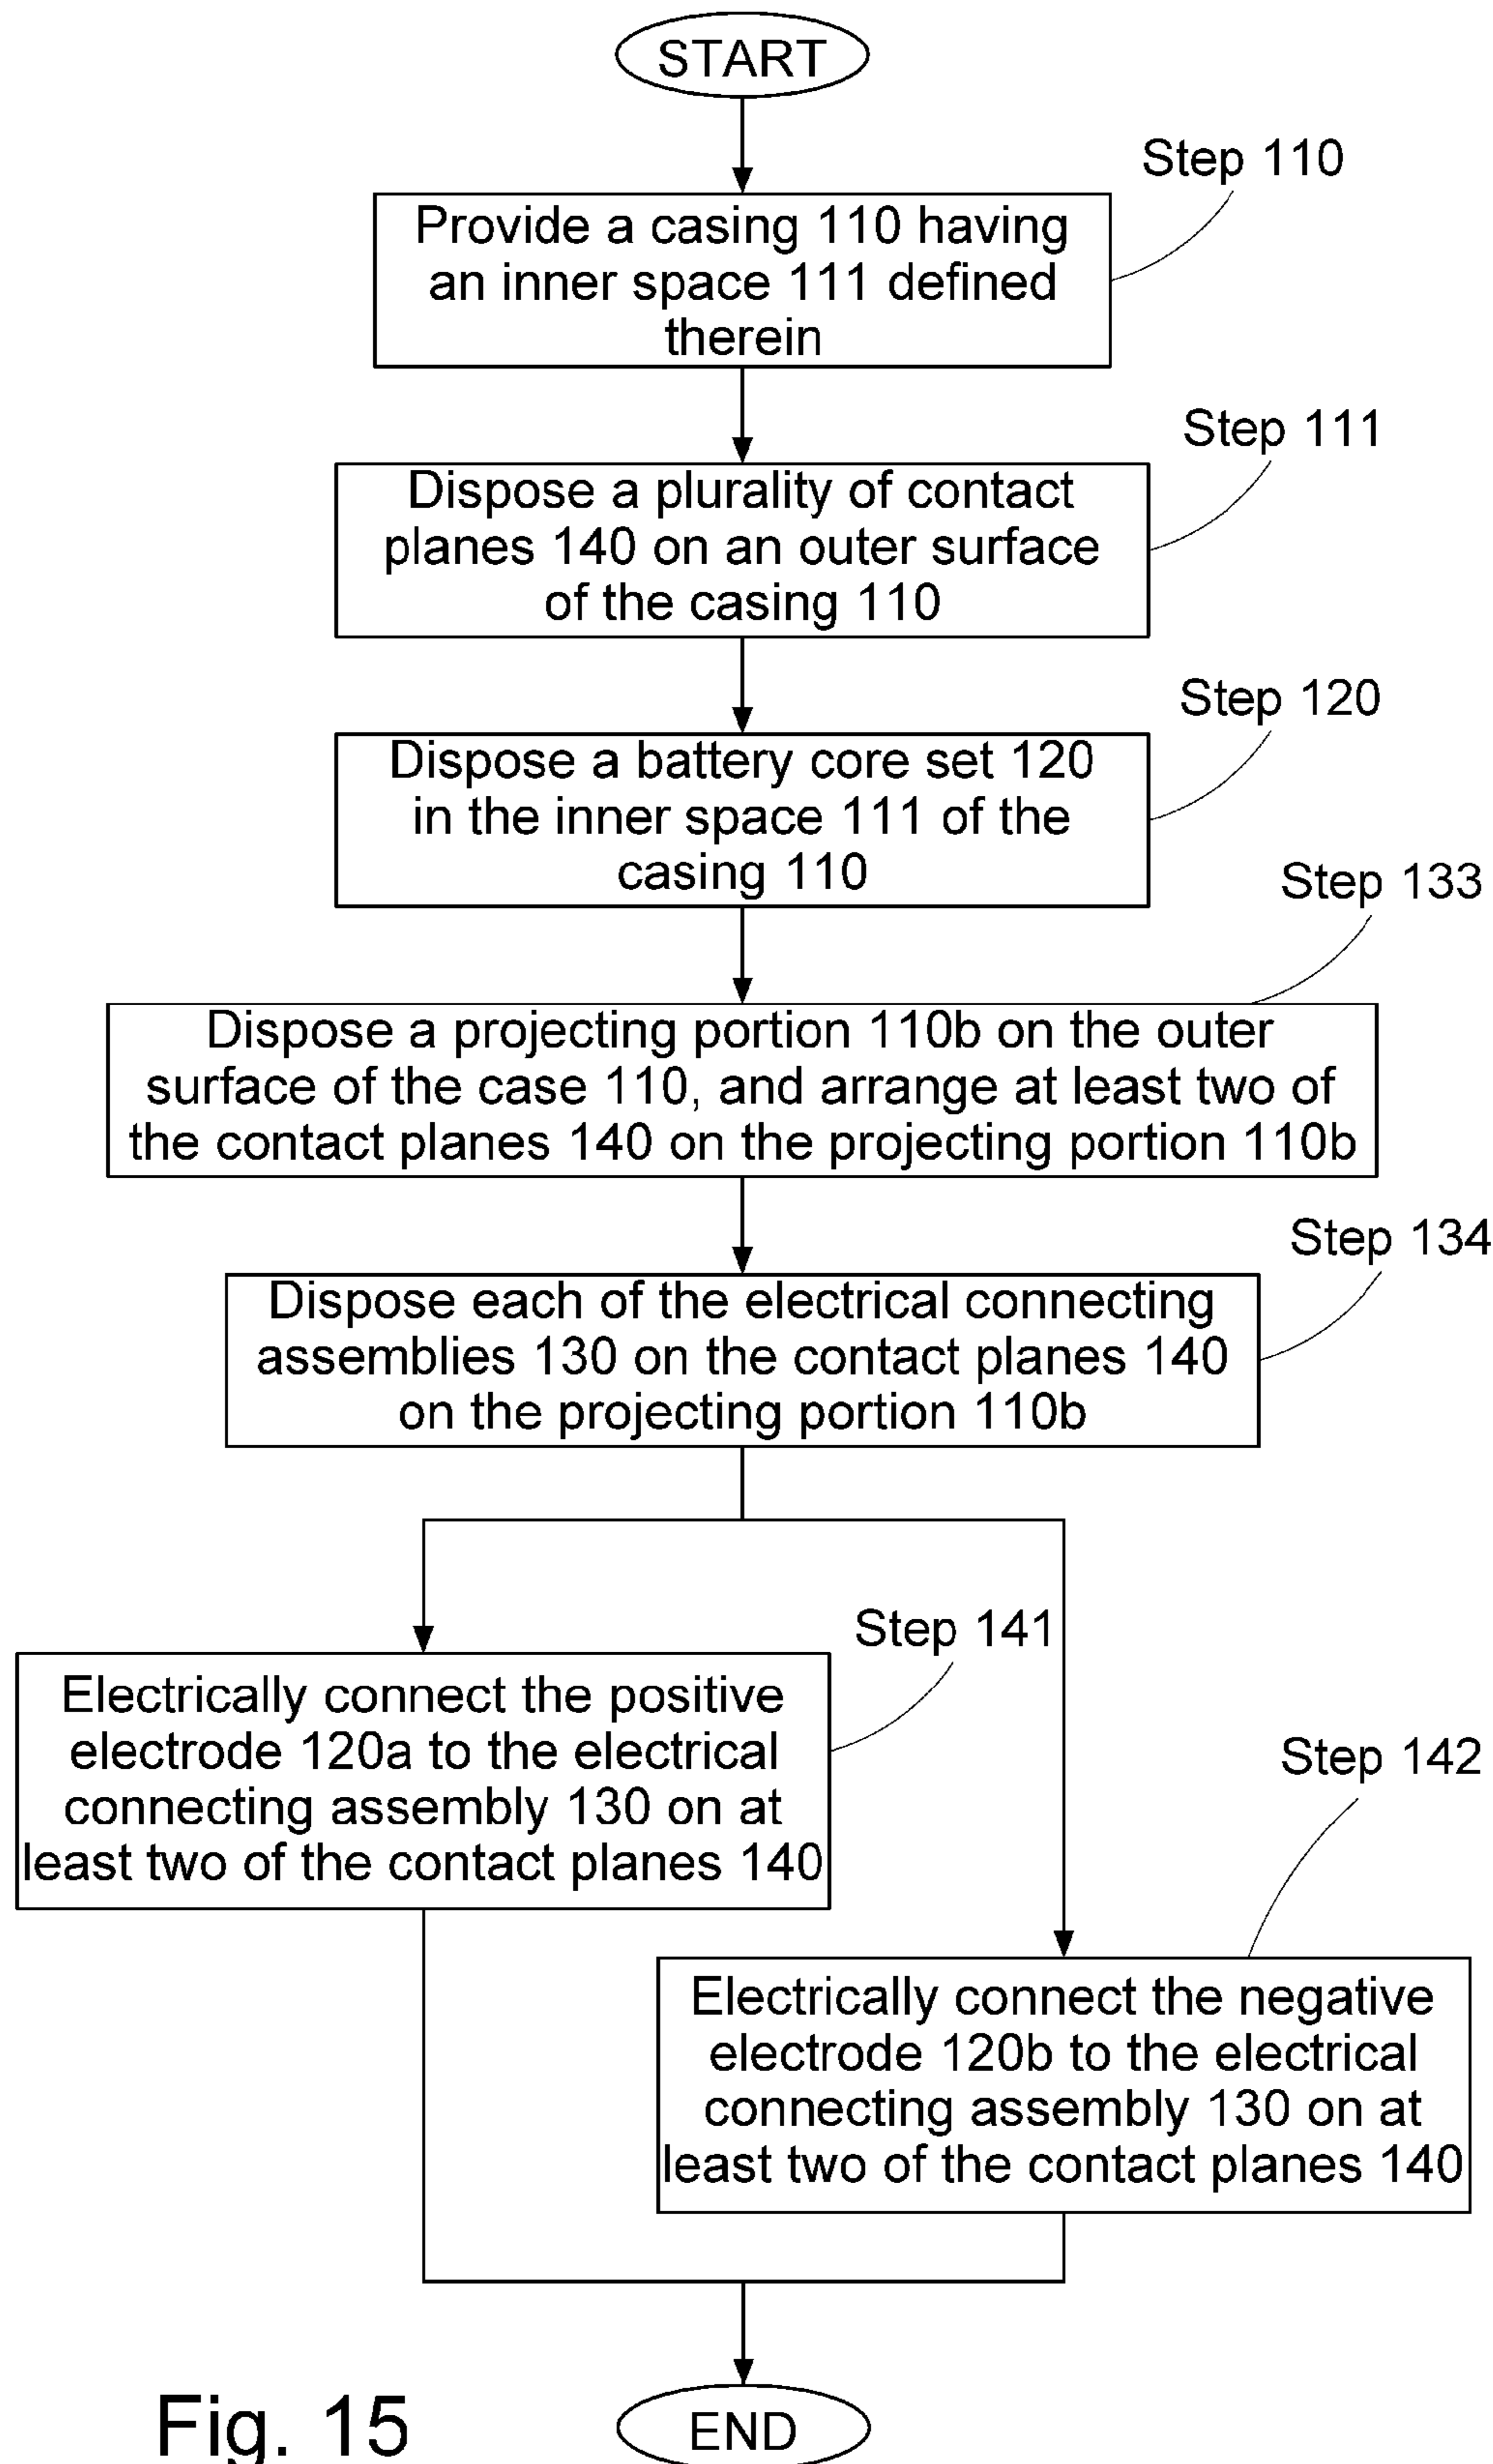 START
Step 110
Provide a casing 110 having
an inner space 111 defined
therein
Step 111
Dispose a plurality of contact
planes 140 on an outer surface
of the casing 110
Step 120
Dispose a battery core set 120
in the inner space 111 of the
casing 110
Step 133
Dispose a projecting portion 110b on the outer
surface of the case 110, and arrange at least two of
the contact planes 140 on the projecting portion 110b
Step 134
Dispose each of the electrical connecting
assemblies 130 on the contact planes 140
on the projecting portion 110b
Step 141
Electrically connect the positive
electrode 120a to the electrical
connecting assembly 130 on at
least two of the contact planes 140
Step 142
Electrically connect the negative
electrode 120b to the electrical
connecting assembly 130 on at
least two of the contact planes 140
END
Fig. 15